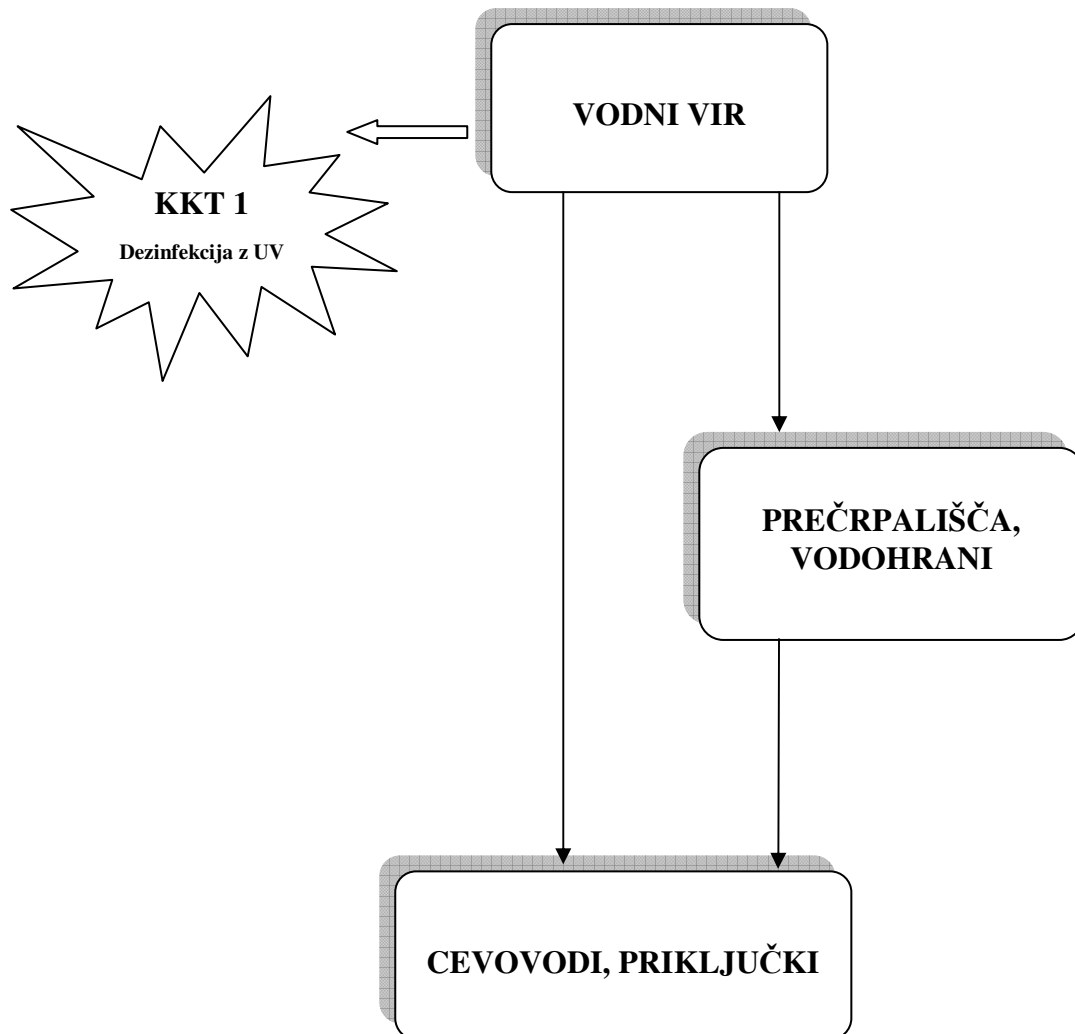 VODNI VIR
KKT 1
Dezinfekcija z UV
PREČRPALIŠČA,
VODOHRANI
CEVOVODI, PRIKLJUČKI